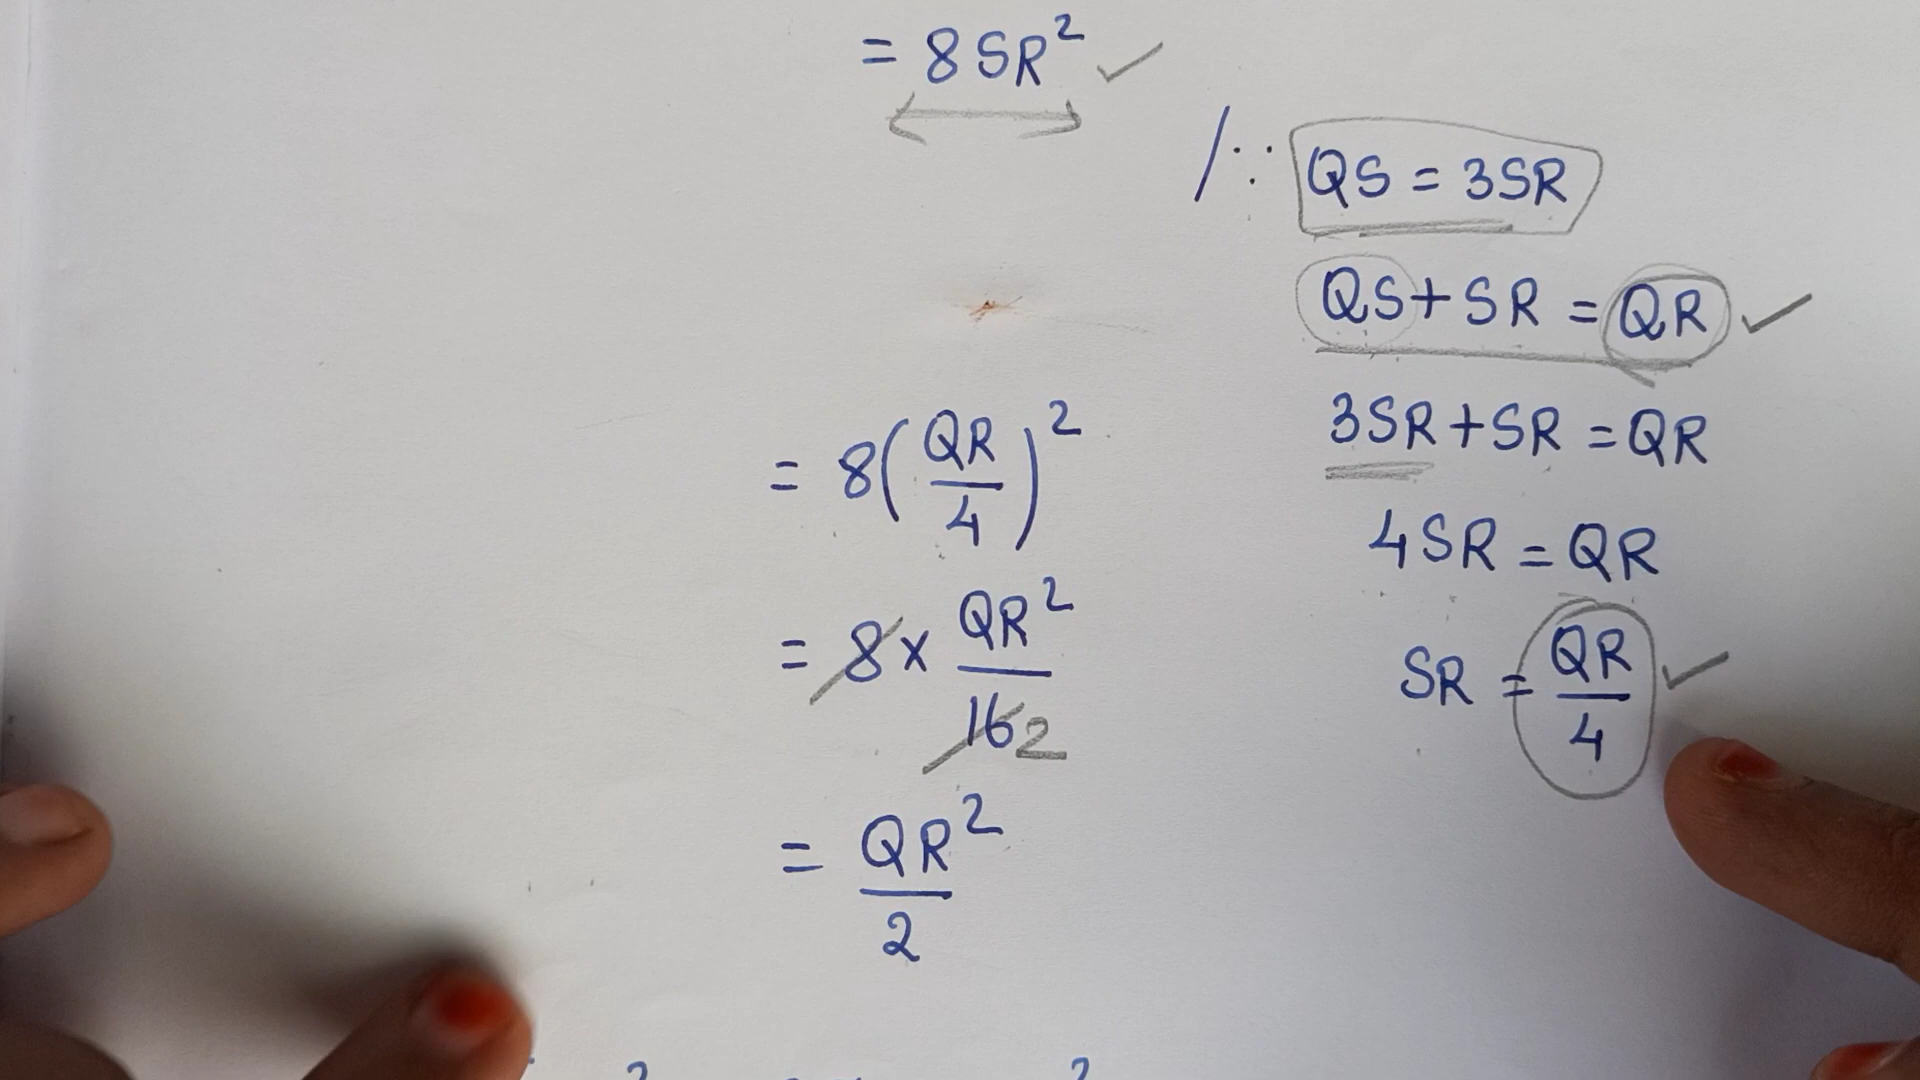 = 8SR²
∵ QS = 3SR
QS + SR = QR
3SR + SR = QR
4SR = QR
SR = QR/4
= 8(QR/4)²
= 8 × QR²/16 2
= QR²/2